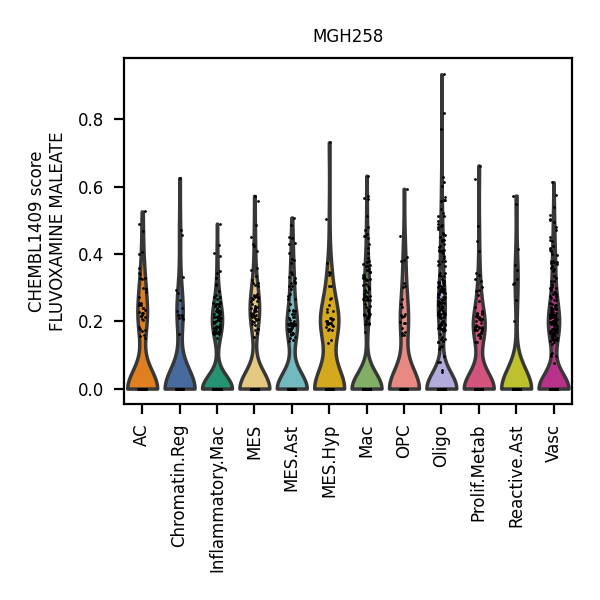 MGH258
CHEMBL1409 score
FLUVOXAMINE MALEATE
0.8
0.6
0.4
0.2
0.0
AC
Chromatin.Reg
Inflammatory.Mac
MES
MES.Ast
MES.Hyp
Mac
OPC
Oligo
Prolif.Metab
Reactive.Ast
Vasc